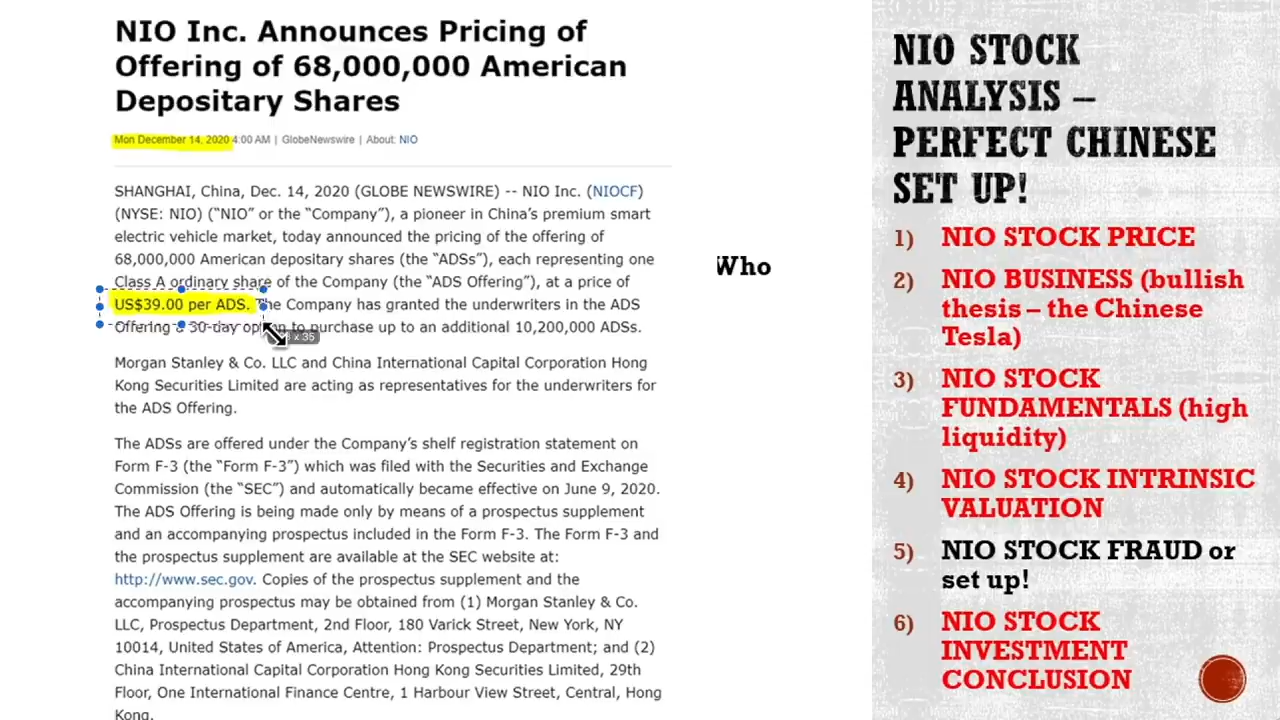 NIO Inc. Announces Pricing of
Offering of 68,000,000 American
Depositary Shares
Mon December 14, 2020 4:00 AM | GlobeNewswire | About: NIO
SHANGHAI, China, Dec. 14, 2020 (GLOBE NEWSWIRE) -- NIO Inc. (NIOCF)
(NYSE: NIO) (“NIO” or the “Company”), a pioneer in China’s premium smart
electric vehicle market, today announced the pricing of the offering of
68,000,000 American depositary shares (the “ADSs”), each representing one
Class A ordinary share of the Company (the “ADS Offering”), at a price of
US$39.00 per ADS. The Company has granted the underwriters in the ADS
Offering a 30-day option to purchase up to an additional 10,200,000 ADSs.
x 35
Morgan Stanley & Co. LLC and China International Capital Corporation Hong
Kong Securities Limited are acting as representatives for the underwriters for
the ADS Offering.
The ADSs are offered under the Company’s shelf registration statement on
Form F-3 (the “Form F-3”) which was filed with the Securities and Exchange
Commission (the “SEC”) and automatically became effective on June 9, 2020.
The ADS Offering is being made only by means of a prospectus supplement
and an accompanying prospectus included in the Form F-3. The Form F-3 and
the prospectus supplement are available at the SEC website at:
http://www.sec.gov. Copies of the prospectus supplement and the
accompanying prospectus may be obtained from (1) Morgan Stanley & Co.
LLC, Prospectus Department, 2nd Floor, 180 Varick Street, New York, NY
10014, United States of America, Attention: Prospectus Department; and (2)
China International Capital Corporation Hong Kong Securities Limited, 29th
Floor, One International Finance Centre, 1 Harbour View Street, Central, Hong
Kong.
Who
NIO STOCK
ANALYSIS –
PERFECT CHINESE
SET UP!
1) NIO STOCK PRICE
2) NIO BUSINESS (bullish
thesis – the Chinese
Tesla)
3) NIO STOCK
FUNDAMENTALS (high
liquidity)
4) NIO STOCK INTRINSIC
VALUATION
5) NIO STOCK FRAUD or
set up!
6) NIO STOCK
INVESTMENT
CONCLUSION